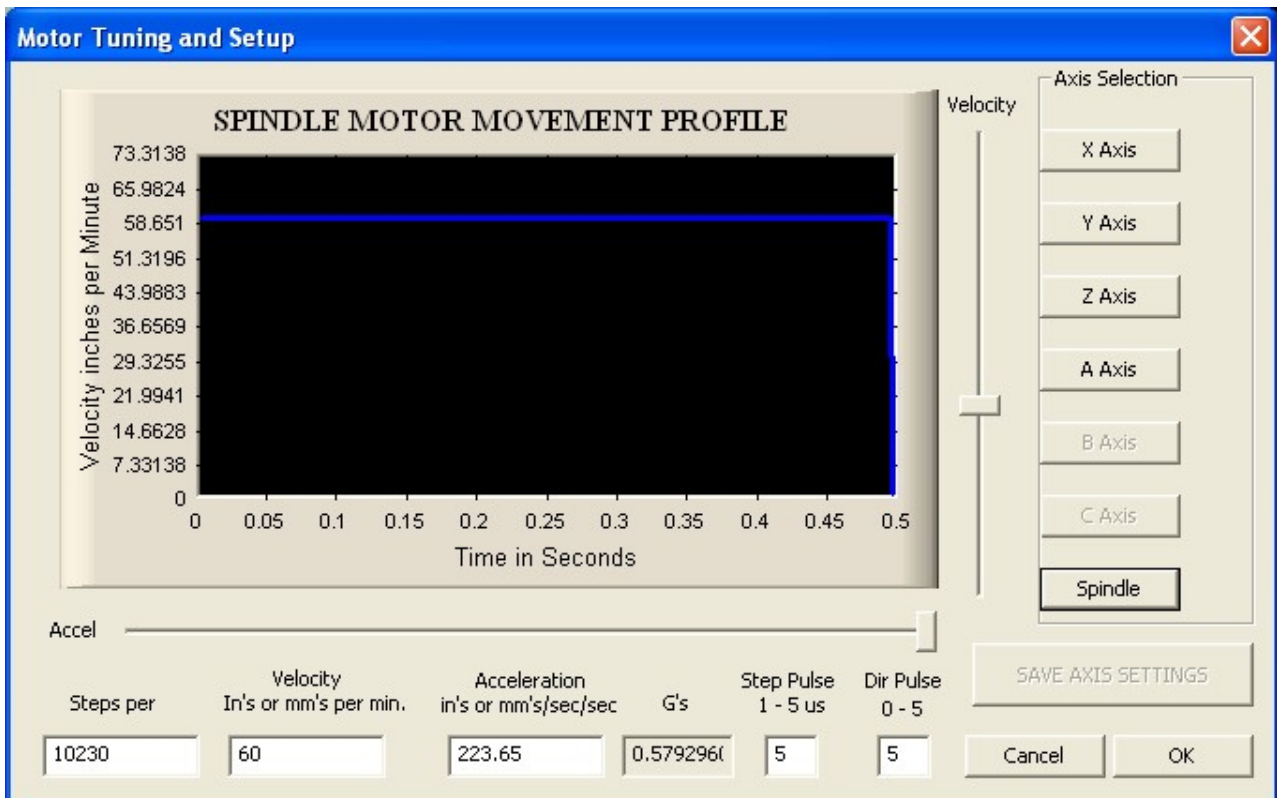 Motor Tuning and Setup
SPINDLE MOTOR MOVEMENT PROFILE
Velocity inches per Minute
73.3138
65.9824
58.651
51.3196
43.9883
36.6569
29.3255
21.9941
14.6628
7.33138
0
0 0.05 0.1 0.15 0.2 0.25 0.3 0.35 0.4 0.45 0.5
Time in Seconds
Velocity
Axis Selection
X Axis
Y Axis
Z Axis
A Axis
B Axis
C Axis
Spindle
Accel
Steps per
10230
Velocity
In's or mm's per min.
60
Acceleration
in's or mm's/sec/sec
223.65
G's
0.579296(
Step Pulse
1 - 5 us
5
Dir Pulse
0 - 5
5
SAVE AXIS SETTINGS
Cancel
OK